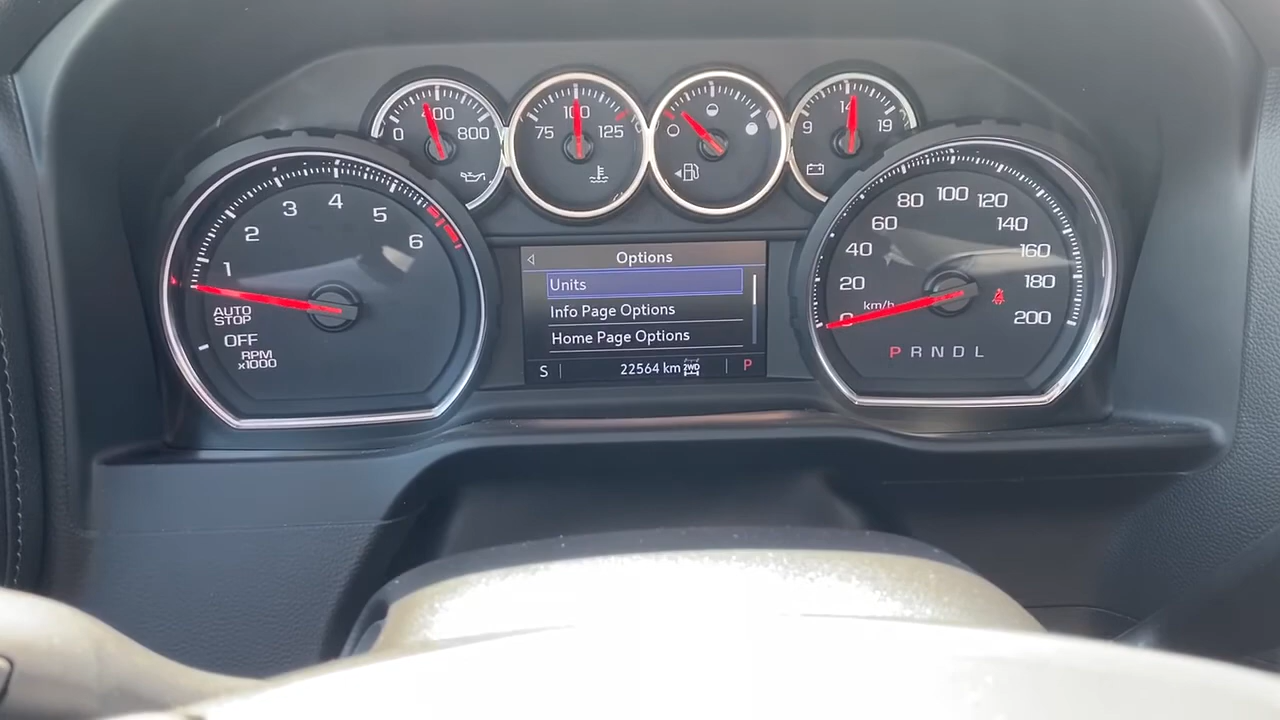 0 400 800
75 100 125
9 14 19
1 2 3 4 5 6
AUTO
STOP
OFF
RPM
x1000
Options
Units
Info Page Options
Home Page Options
S 22564 km 2WD P
0 20 40 60 80 100 120 140 160 180 200
km/h
P R N D L